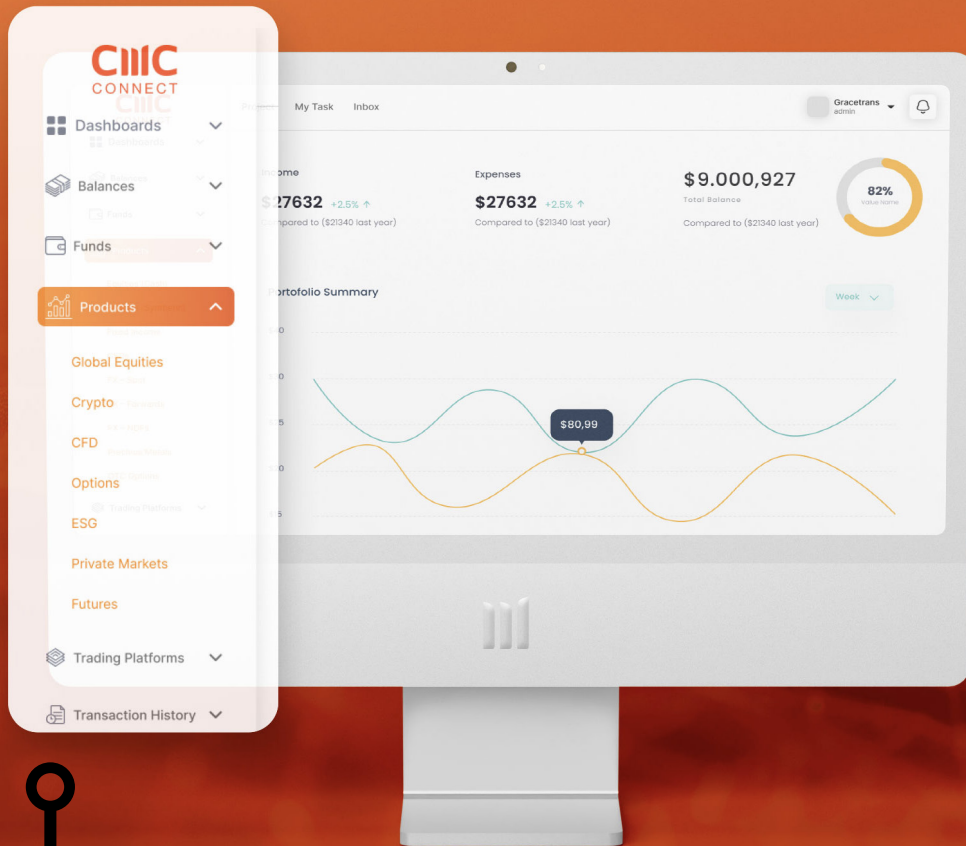 CMC
CONNECT
Dashboards
Balances
Funds
Products
Global Equities
Crypto
CFD
Options
ESG
Private Markets
Futures
Trading Platforms
Transaction History
My Task Inbox
Gracetrans
admin
Expenses
$27632 +2.5% ↑
Compared to ($21340 last year)
$27632 +2.5% ↑
($21340 last year)
$9.000,927
Total Balance
Compared to ($21340 last year)
82%
Value name
Portofolio Summary
Week
$80,99
Trading Platforms